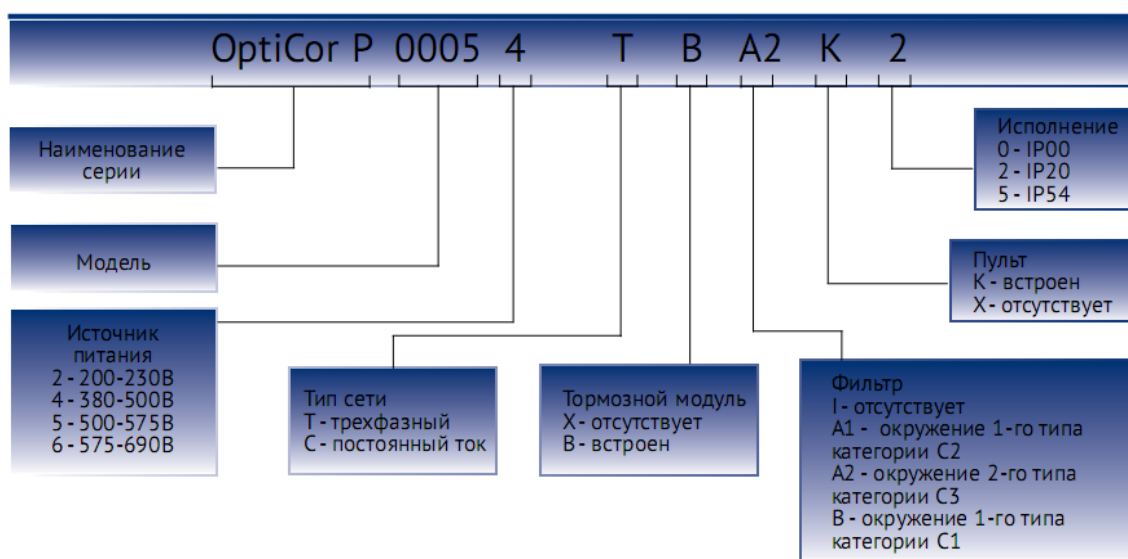 OptiCor P 0005 4 T B A2 K 2
Наименование
серии
Модель
Источник
питания
2 - 200-230В
4 - 380-500В
5 - 500-575В
6 - 575-690В
Тип сети
Т - трехфазный
С - постоянный ток
Тормозной модуль
Х - отсутствует
В - встроен
Фильтр
I - отсутствует
А1 - окружение 1-го типа
категории С2
А2 - окружение 2-го типа
категории С3
В - окружение 1-го типа
категории С1
Пульт
К - встроен
Х - отсутствует
Исполнение
0 - IP00
2 - IP20
5 - IP54